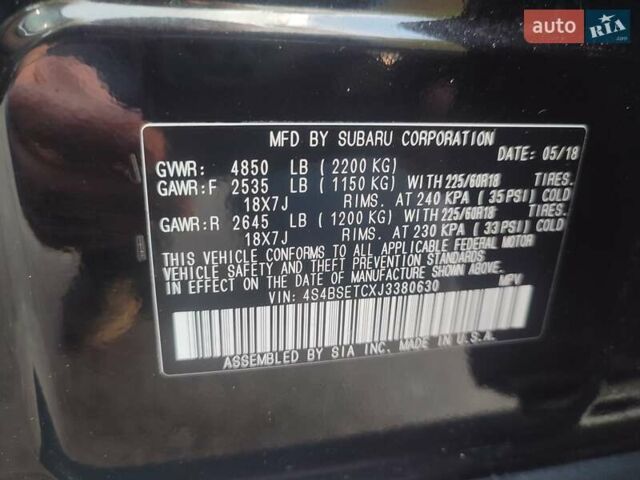 auto RIA .com
MFD BY SUBARU CORPORATION
DATE: 05/18
GVWR: 4850 LB (2200 KG)
GAWR:F 2535 LB (1150 KG) WITH 225/60R18 TIRES.
18X7J RIMS. AT 240 KPA (35 PSI) COLD
GAWR:R 2645 LB (1200 KG) WITH 225/60R18 TIRES.
18X7J RIMS. AT 230 KPA (33 PSI) COLD
THIS VEHICLE CONFORMS TO ALL APPLICABLE FEDERAL MOTOR
VEHICLE SAFETY AND THEFT PREVENTION STANDARDS
IN EFFECT ON THE DATE OF MANUFACTURE SHOWN ABOVE.
VIN: 4S4BSETCXJ3380630 MPV
ASSEMBLED BY SIA INC, MADE IN U.S.A.